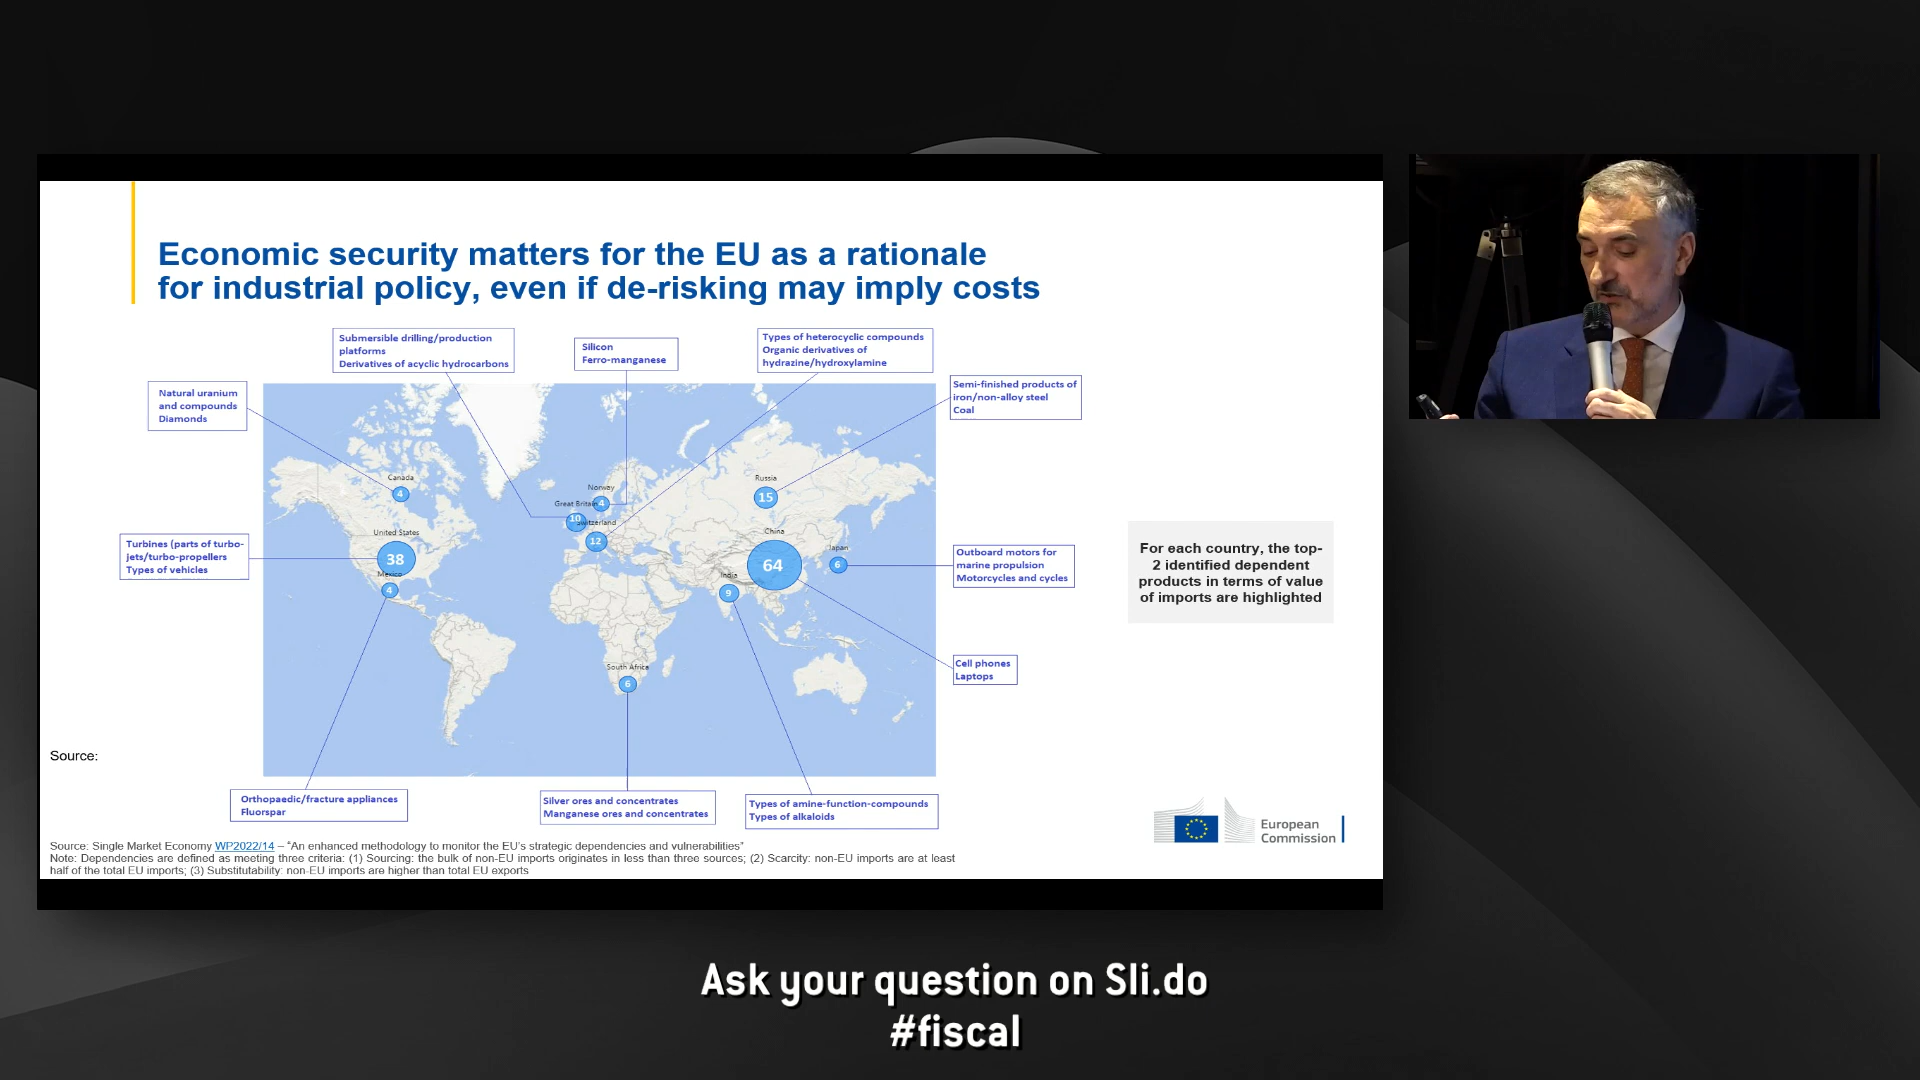 Economic security matters for the EU as a rationale
for industrial policy, even if de-risking may imply costs
Submersible drilling/production
platforms
Derivatives of acyclic hydrocarbons
Silicon
Ferro-manganese
Types of heterocyclic compounds
Organic derivatives of
hydrazine/hydroxylamine
Semi-finished products of
iron/non-alloy steel
Coal
Natural uranium
and compounds
Diamonds
Canada
4
Norway
4
Great Britain
10
Switzerland
12
Russia
15
United States
38
Mexico
4
China
64
Japan
6
India
9
South Africa
6
Turbines (parts of turbo-
jets/turbo-propellers
Types of vehicles
Outboard motors for
marine propulsion
Motorcycles and cycles
For each country, the top-
2 identified dependent
products in terms of value
of imports are highlighted
Cell phones
Laptops
Source:
Orthopaedic/fracture appliances
Fluorspar
Silver ores and concentrates
Manganese ores and concentrates
Types of amine-function-compounds
Types of alkaloids
European
Commission
Source: Single Market Economy WP2022/14 – “An enhanced methodology to monitor the EU’s strategic dependencies and vulnerabilities”
Note: Dependencies are defined as meeting three criteria: (1) Sourcing: the bulk of non-EU imports originates in less than three sources; (2) Scarcity: non-EU imports are at least
half of the total EU imports; (3) Substitutability: non-EU imports are higher than total EU exports
Ask your question on Sli.do
#fiscal